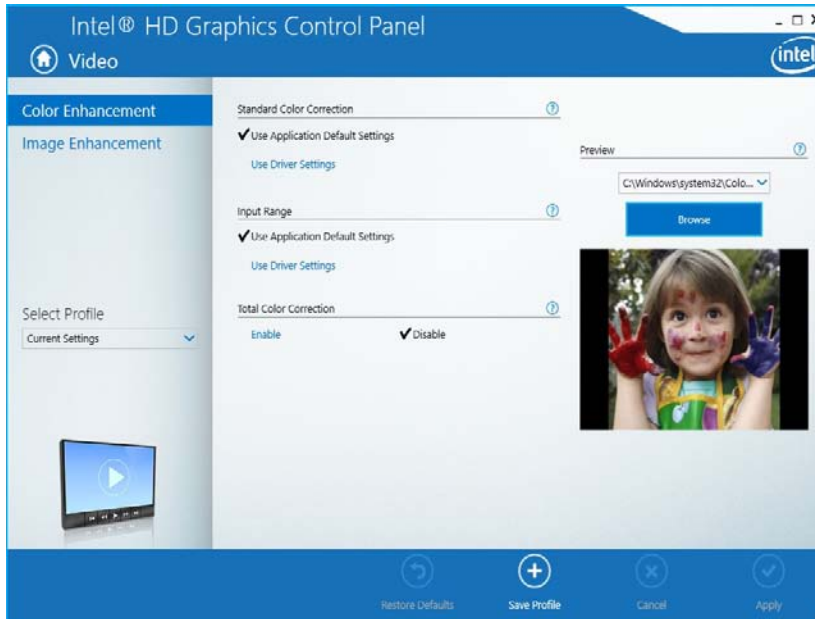 Intel® HD Graphics Control Panel
Video
intel
Color Enhancement
Image Enhancement
Select Profile
Current Settings
Standard Color Correction
✔Use Application Default Settings
Use Driver Settings
Input Range
✔Use Application Default Settings
Use Driver Settings
Total Color Correction
Enable ✔Disable
Preview
C:\Windows\system32\Colo...
Browse
Restore Defaults
Save Profile
Cancel
Apply